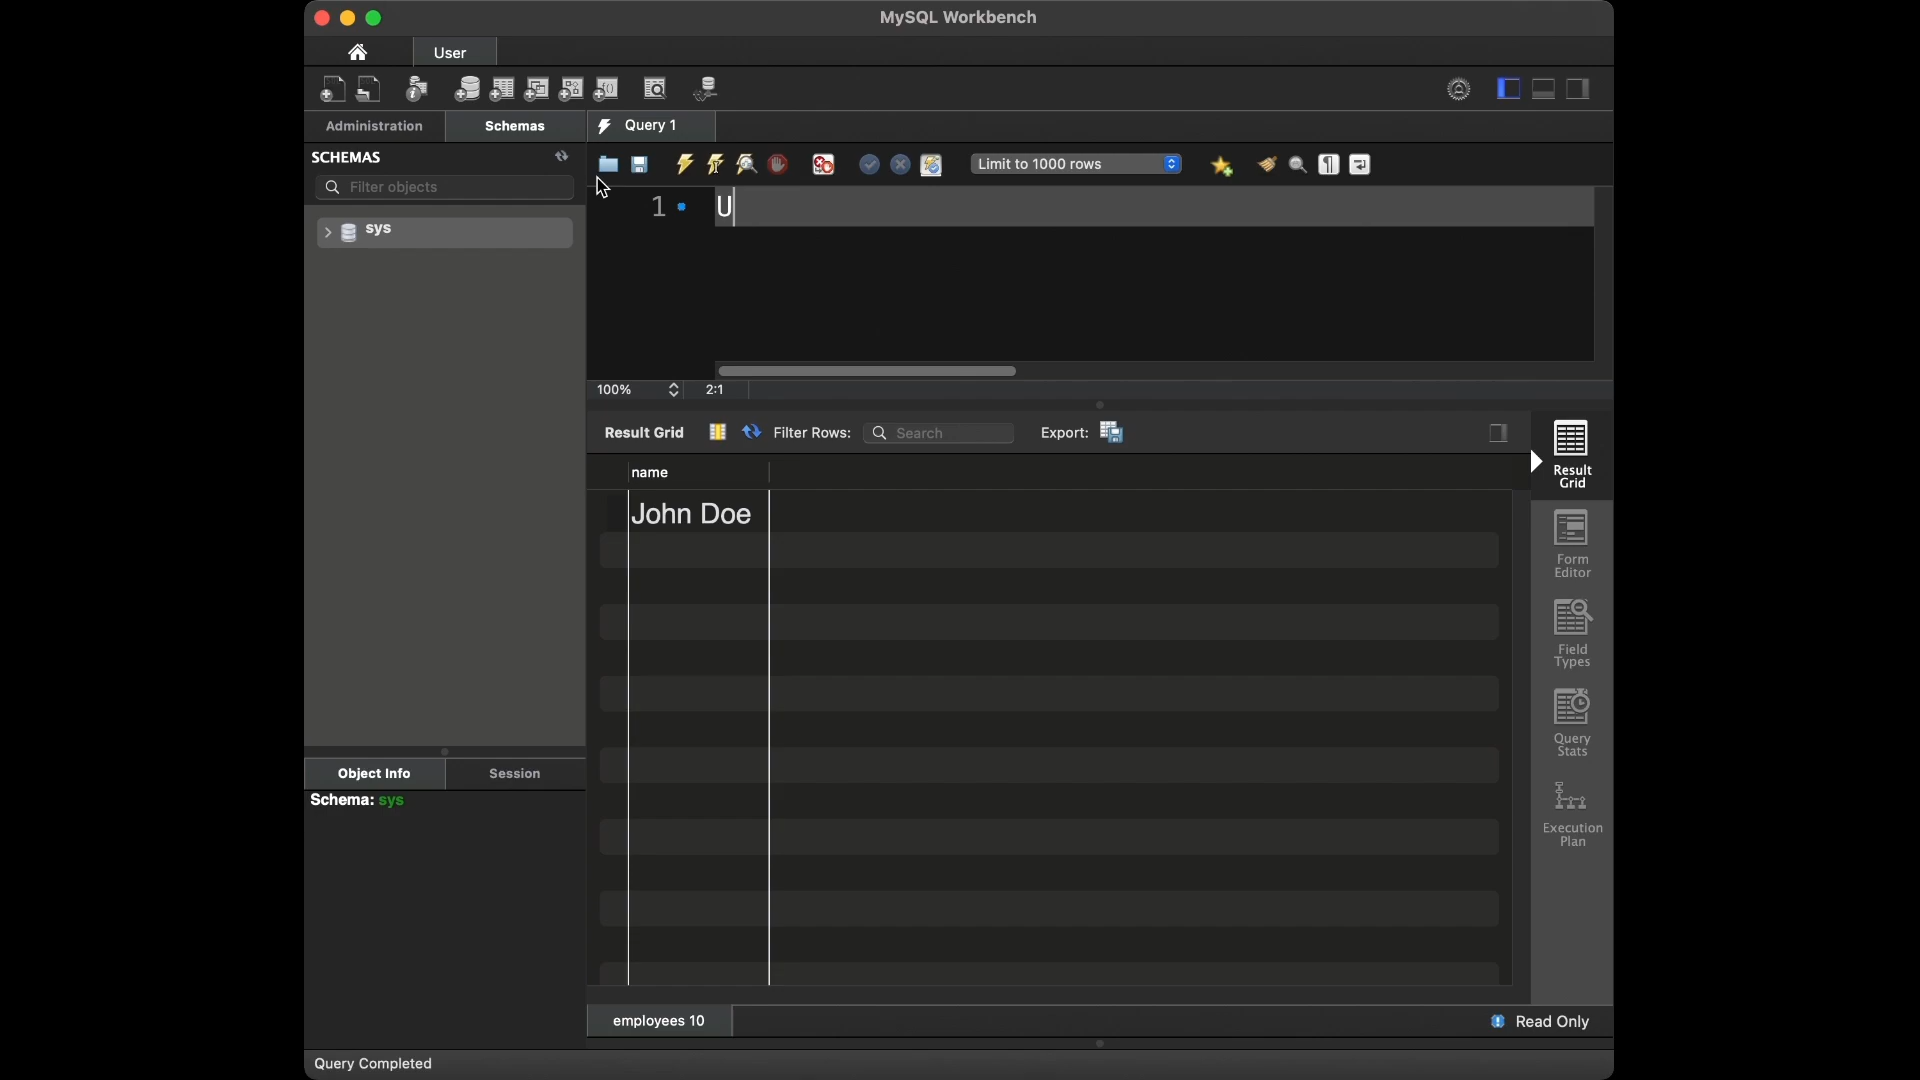 MySQL Workbench
User
Administration
Schemas
Query 1
SCHEMAS
Filter objects
Limit to 1000 rows
1
U
sys
100%
2:1
Result Grid
Filter Rows:
Search
Export:
Result
Grid
name
John Doe
Form
Editor
Field
Types
Query
Stats
Execution
Plan
Object Info
Session
Schema: sys
employees 10
Read Only
Query Completed